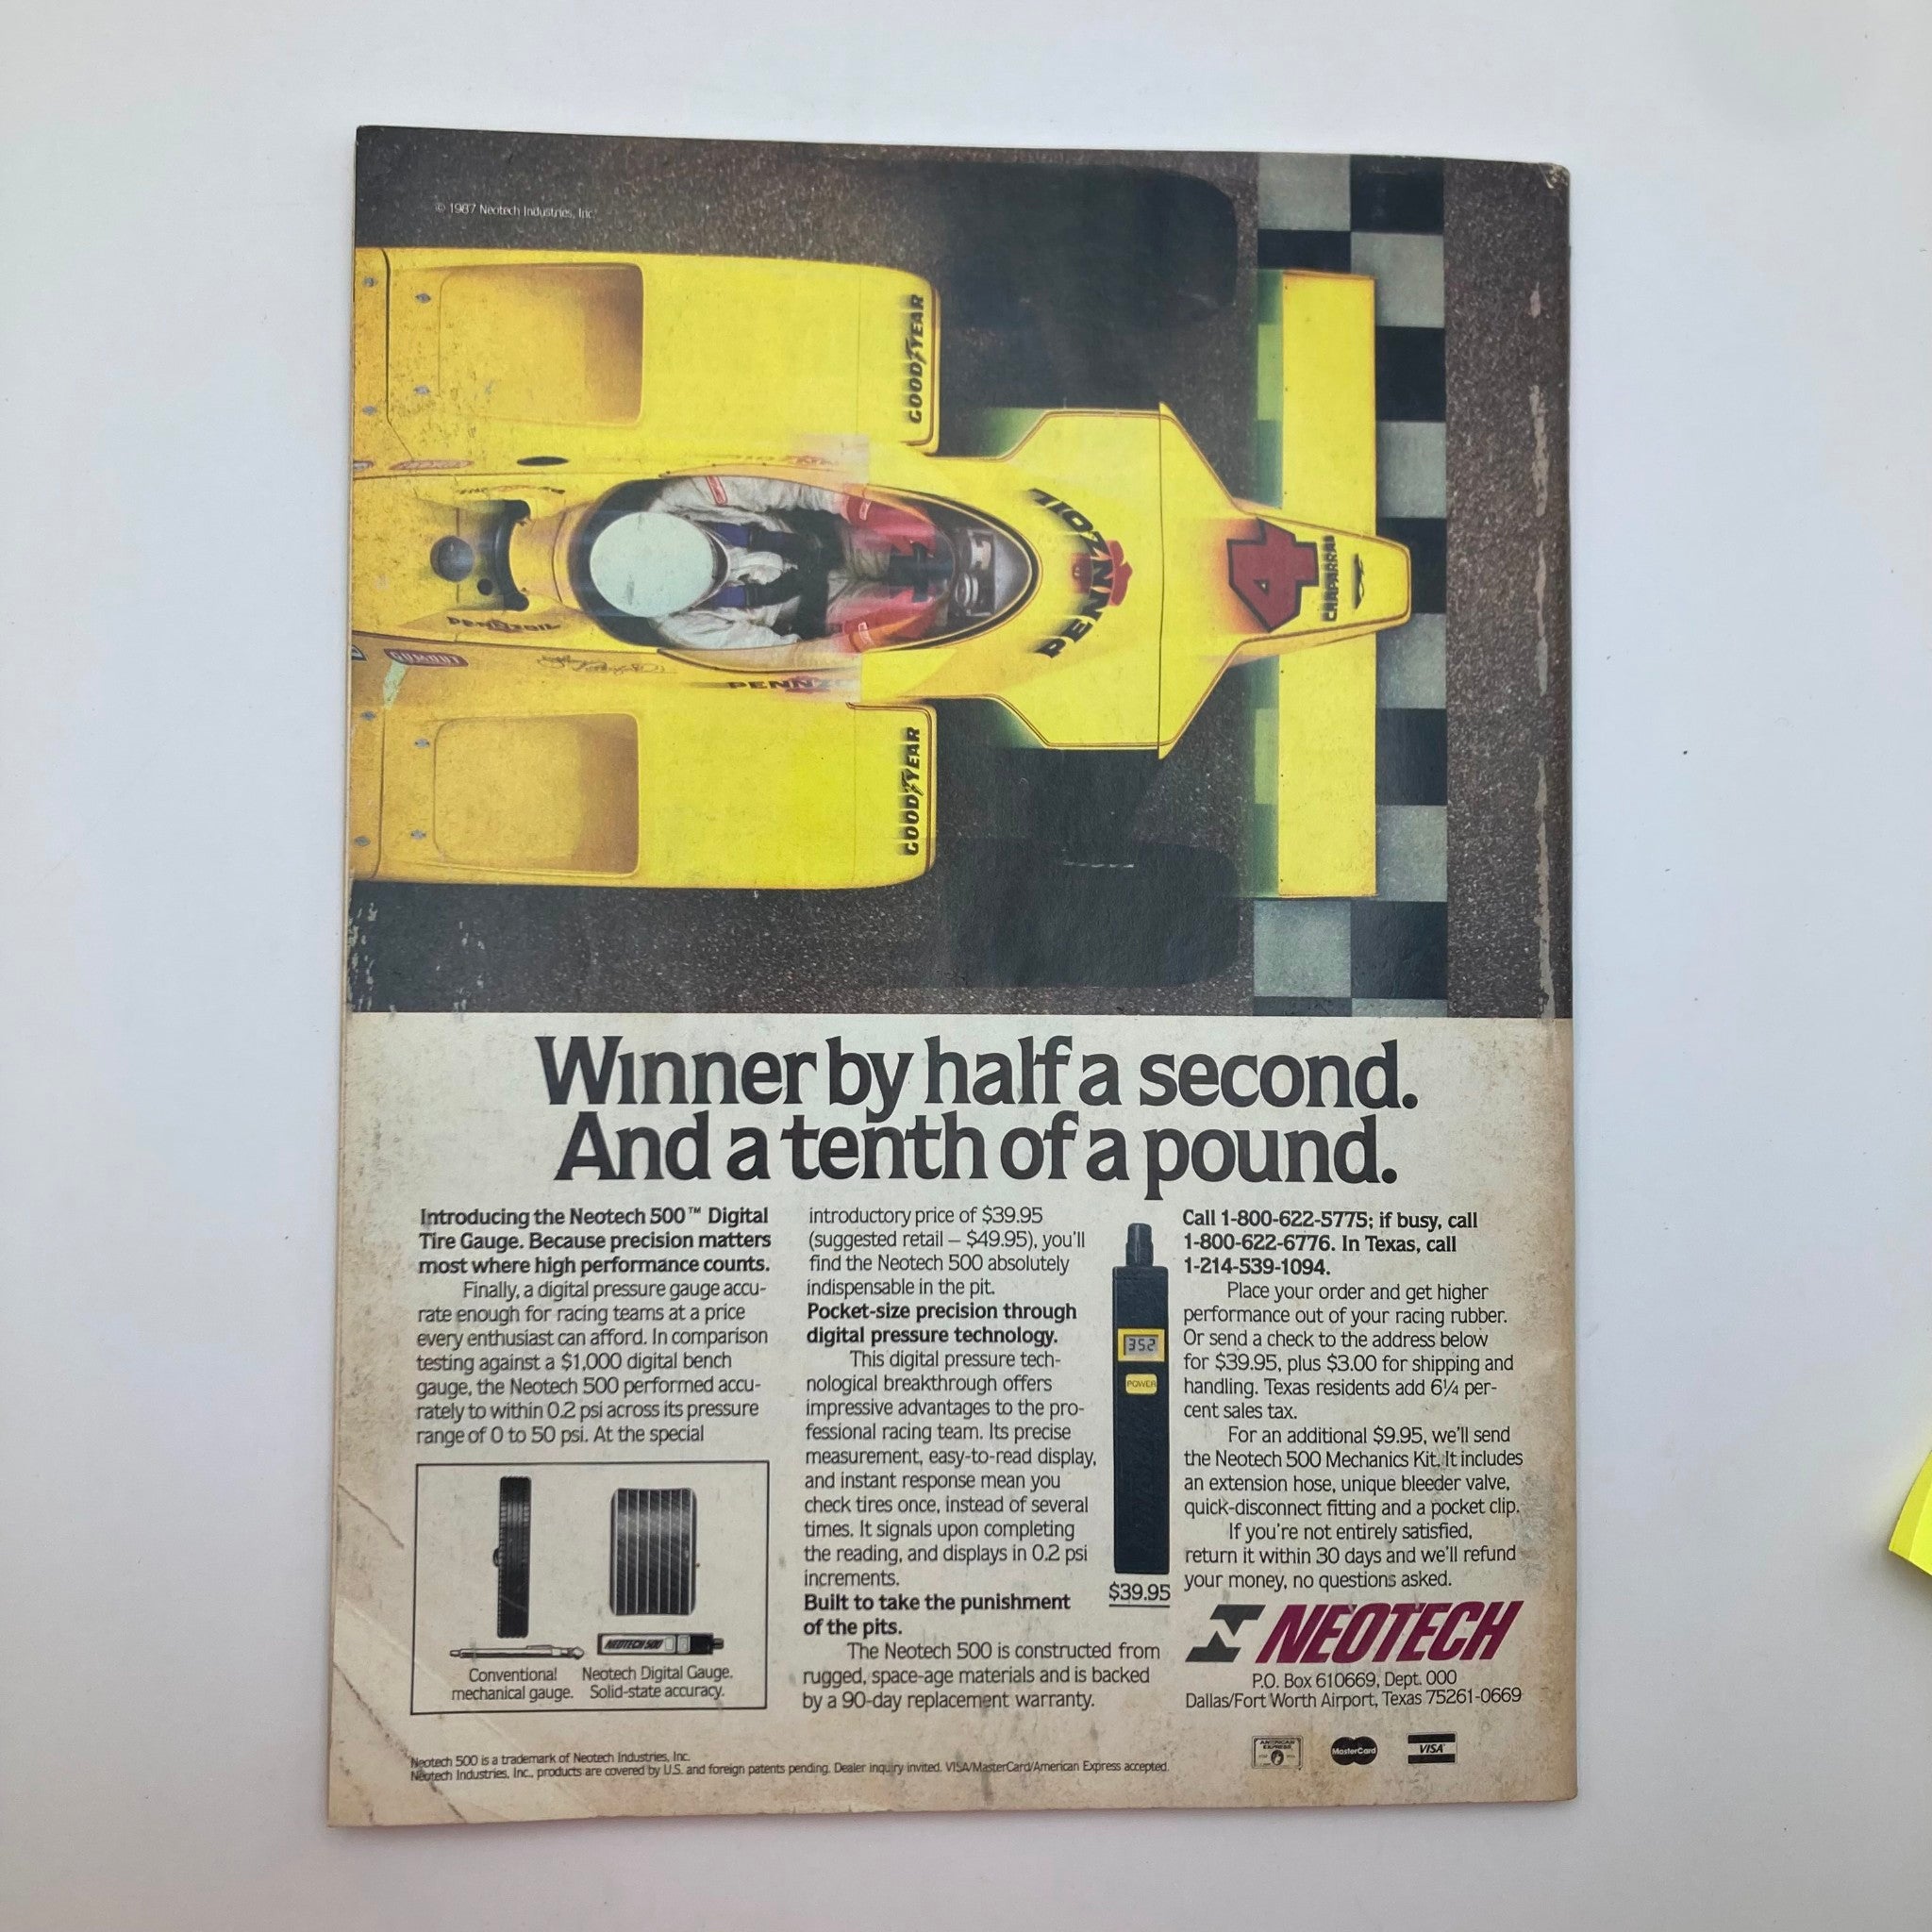 © 1987 Neotech Industries, Inc.
GOODYEAR
PENNZOIL
4
CHAPARRAL
PENNZOIL
GUMOUT
PENNZO
GOODYEAR
Winner by half a second.
And a tenth of a pound.
Introducing the Neotech 500™ Digital
Tire Gauge. Because precision matters
most where high performance counts.
Finally, a digital pressure gauge accu-
rate enough for racing teams at a price
every enthusiast can afford. In comparison
testing against a $1,000 digital bench
gauge, the Neotech 500 performed accu-
rately to within 0.2 psi across its pressure
range of 0 to 50 psi. At the special
NEOTECH 500
Conventional
mechanical gauge.
Neotech Digital Gauge.
Solid-state accuracy.
introductory price of $39.95
(suggested retail – $49.95), you'll
find the Neotech 500 absolutely
indispensable in the pit.
Pocket-size precision through
digital pressure technology.
This digital pressure tech-
nological breakthrough offers
impressive advantages to the pro-
fessional racing team. Its precise
measurement, easy-to-read display,
and instant response mean you
check tires once, instead of several
times. It signals upon completing
the reading, and displays in 0.2 psi
increments.
Built to take the punishment
of the pits.
The Neotech 500 is constructed from
rugged, space-age materials and is backed
by a 90-day replacement warranty.
352
POWER
$39.95
Call 1-800-622-5775; if busy, call
1-800-622-6776. In Texas, call
1-214-539-1094.
Place your order and get higher
performance out of your racing rubber.
Or send a check to the address below
for $39.95, plus $3.00 for shipping and
handling. Texas residents add 6¼ per-
cent sales tax.
For an additional $9.95, we'll send
the Neotech 500 Mechanics Kit. It includes
an extension hose, unique bleeder valve,
quick-disconnect fitting and a pocket clip.
If you're not entirely satisfied,
return it within 30 days and we'll refund
your money, no questions asked.
NEOTECH
P.O. Box 610669, Dept. 000
Dallas/Fort Worth Airport, Texas 75261-0669
AMERICAN EXPRESS
MasterCard
VISA
Neotech 500 is a trademark of Neotech Industries, Inc.
Neotech Industries, Inc., products are covered by U.S. and foreign patents pending. Dealer inquiry invited. VISA/MasterCard/American Express accepted.